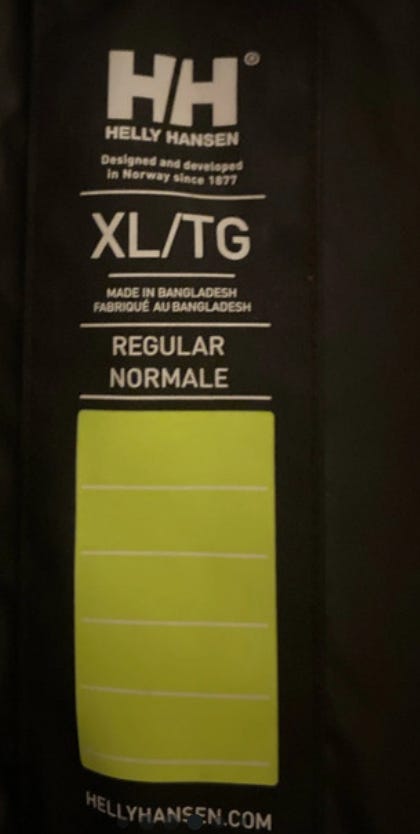 HH®
HELLY HANSEN
Designed and developed
in Norway since 1877
XL/TG
MADE IN BANGLADESH
FABRIQUÉ AU BANGLADESH
REGULAR
NORMALE
HELLYHANSEN.COM